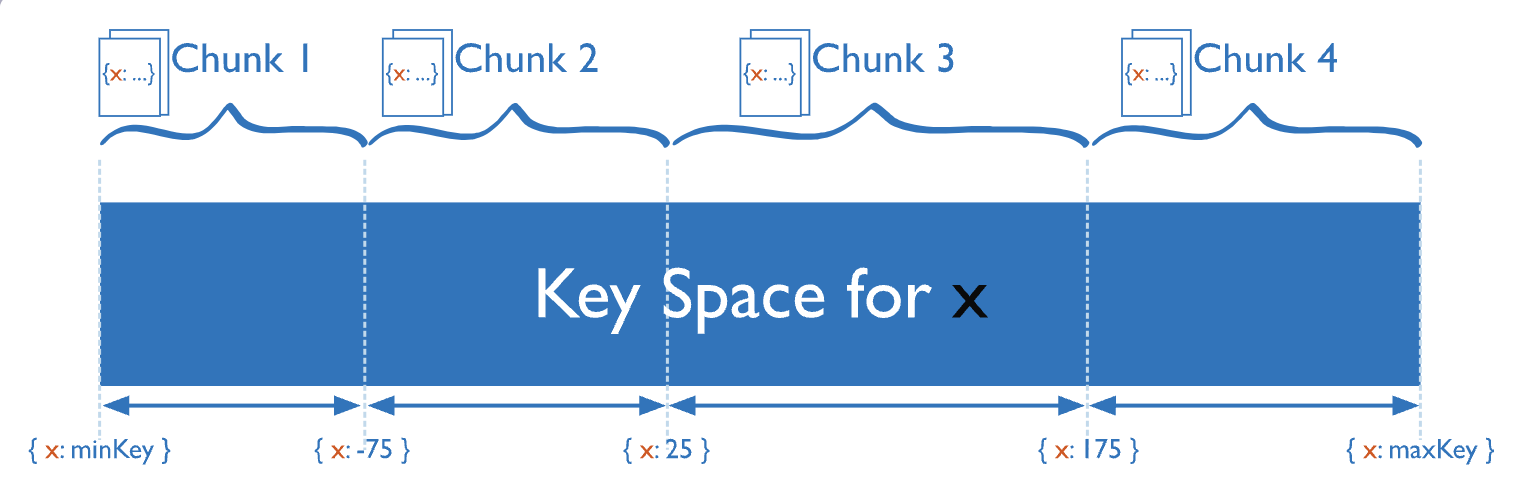 {x: ...} Chunk 1
{x: ...} Chunk 2
{x: ...} Chunk 3
{x: ...} Chunk 4
Key Space for x
{ x: minKey }
{ x: -75 }
{ x: 25 }
{ x: 175 }
{ x: maxKey }